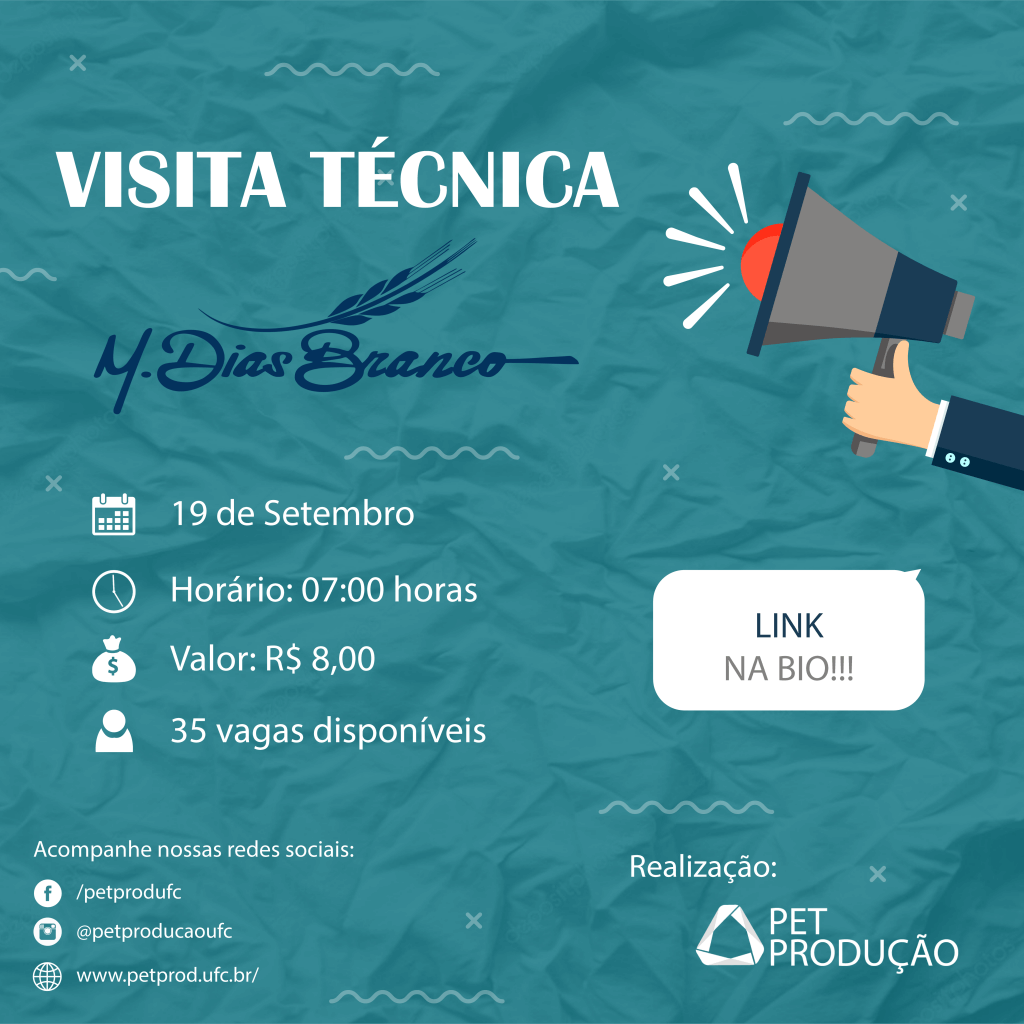 VISITA TÉCNICA
M. Dias Branco
19 de Setembro
Horário: 07:00 horas
Valor: R$ 8,00
35 vagas disponíveis
LINK
NA BIO!!!
Acompanhe nossas redes sociais:
/petprodufc
@petproducaoufc
www.petprod.ufc.br/
Realização:
PET
PRODUÇÃO